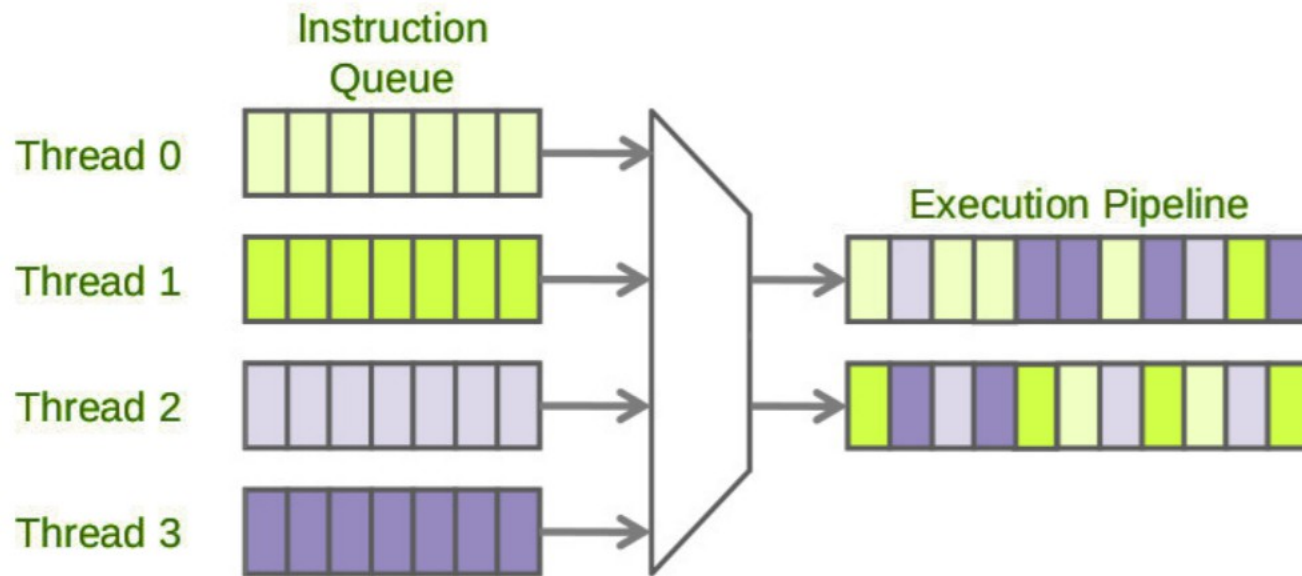 Instruction
Queue
Thread 0
Execution Pipeline
Thread 1
Thread 2
Thread 3